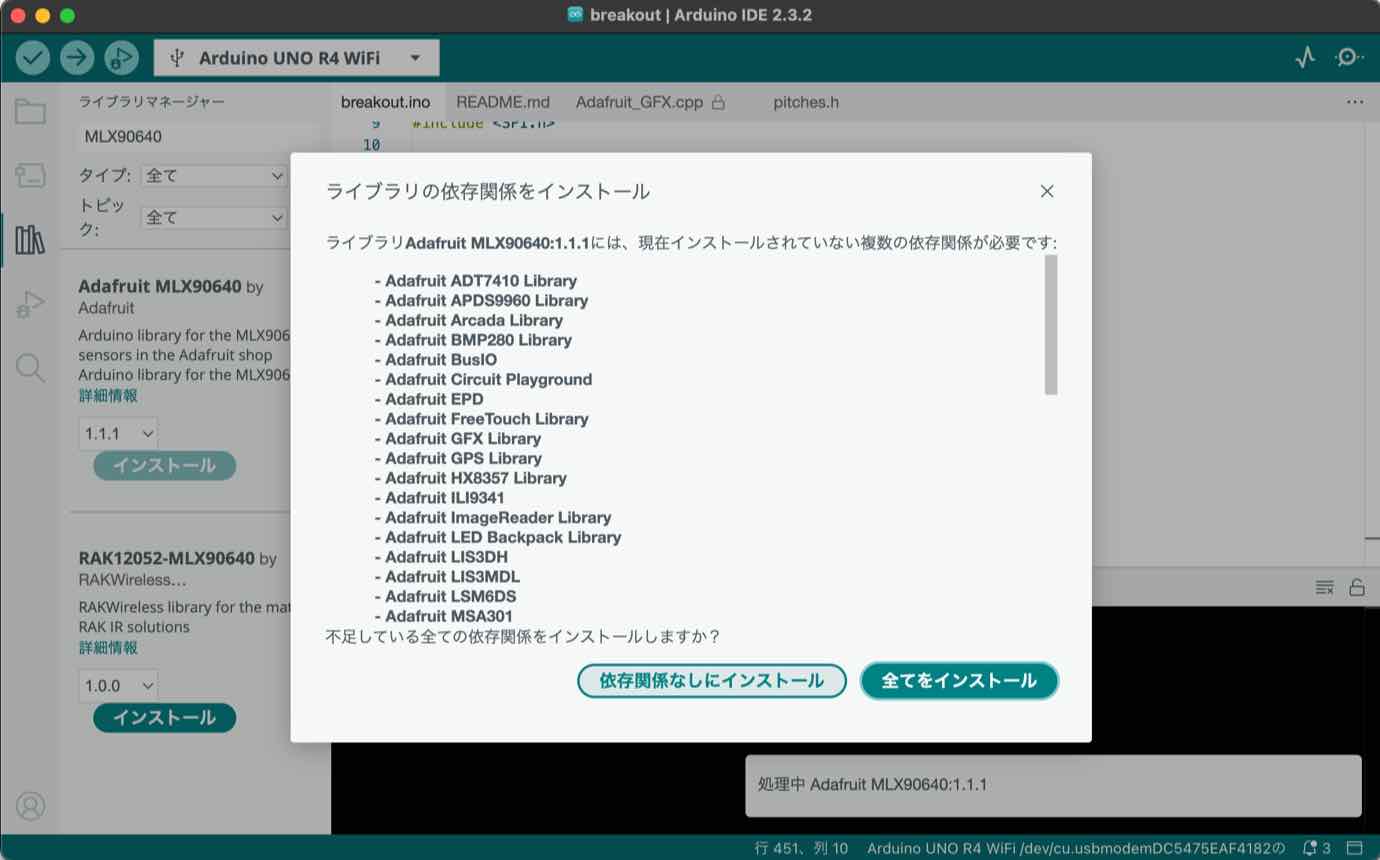 breakout | Arduino IDE 2.3.2
Arduino UNO R4 WiFi
ライブラリマネージャー
MLX90640
タイプ: 全て
トピック: 全て
Adafruit MLX90640 by
Adafruit
Arduino library for the MLX906
sensors in the Adafruit shop
Arduino library for the MLX906
詳細情報
1.1.1
インストール
RAK12052-MLX90640 by
RAKWireless...
RAKWireless library for the mat
RAK IR solutions
詳細情報
1.0.0
インストール
breakout.ino README.md Adafruit_GFX.cpp pitches.h
9 #include <SPI.h>
10
ライブラリの依存関係をインストール
ライブラリAdafruit MLX90640:1.1.1には、現在インストールされていない複数の依存関係が必要です:
- Adafruit ADT7410 Library
- Adafruit APDS9960 Library
- Adafruit Arcada Library
- Adafruit BMP280 Library
- Adafruit BusIO
- Adafruit Circuit Playground
- Adafruit EPD
- Adafruit FreeTouch Library
- Adafruit GFX Library
- Adafruit GPS Library
- Adafruit HX8357 Library
- Adafruit ILI9341
- Adafruit ImageReader Library
- Adafruit LED Backpack Library
- Adafruit LIS3DH
- Adafruit LIS3MDL
- Adafruit LSM6DS
- Adafruit MSA301
不足している全ての依存関係をインストールしますか？
依存関係なしにインストール 全てをインストール
処理中 Adafruit MLX90640:1.1.1
行 451、列 10 Arduino UNO R4 WiFi /dev/cu.usbmodemDC5475EAF4182の 3